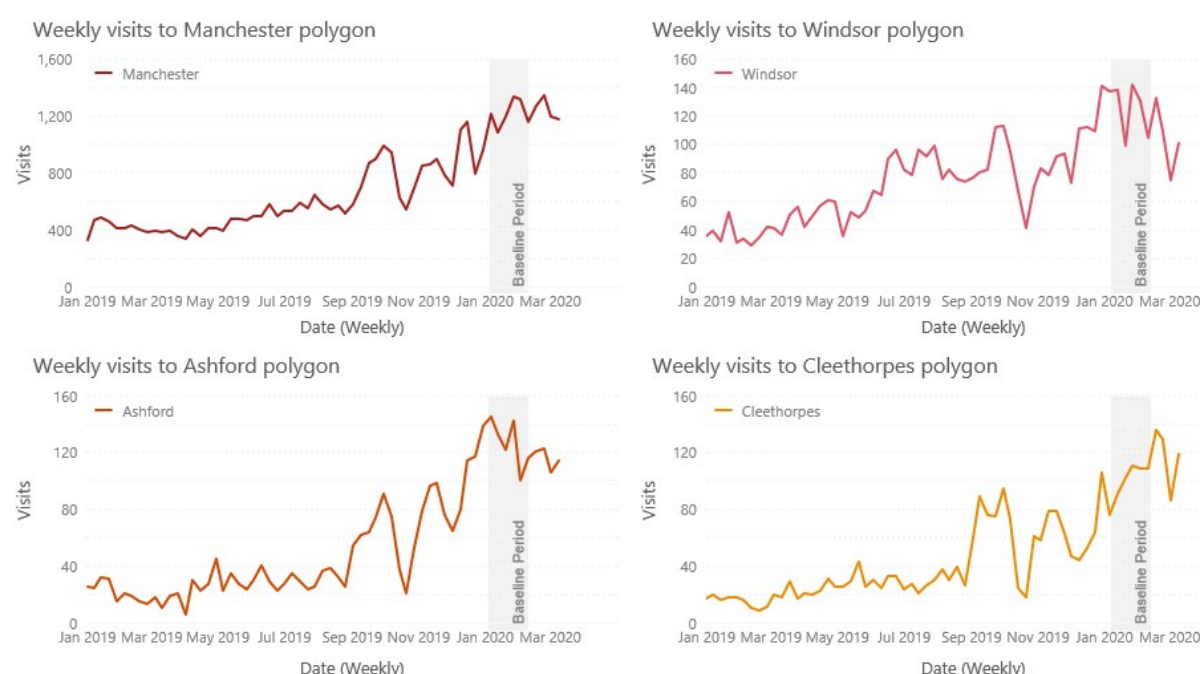 Weekly visits to Manchester polygon
1,600
1,200
800
400
0
Visits
Manchester
Baseline Period
Jan 2019 Mar 2019 May 2019 Jul 2019 Sep 2019 Nov 2019 Jan 2020 Mar 2020
Date (Weekly)
Weekly visits to Windsor polygon
160
140
120
100
80
60
40
20
0
Visits
Windsor
Baseline Period
Jan 2019 Mar 2019 May 2019 Jul 2019 Sep 2019 Nov 2019 Jan 2020 Mar 2020
Date (Weekly)
Weekly visits to Ashford polygon
160
120
80
40
0
Visits
Ashford
Baseline Period
Jan 2019 Mar 2019 May 2019 Jul 2019 Sep 2019 Nov 2019 Jan 2020 Mar 2020
Date (Weekly)
Weekly visits to Cleethorpes polygon
160
120
80
40
0
Visits
Cleethorpes
Baseline Period
Jan 2019 Mar 2019 May 2019 Jul 2019 Sep 2019 Nov 2019 Jan 2020 Mar 2020
Date (Weekly)